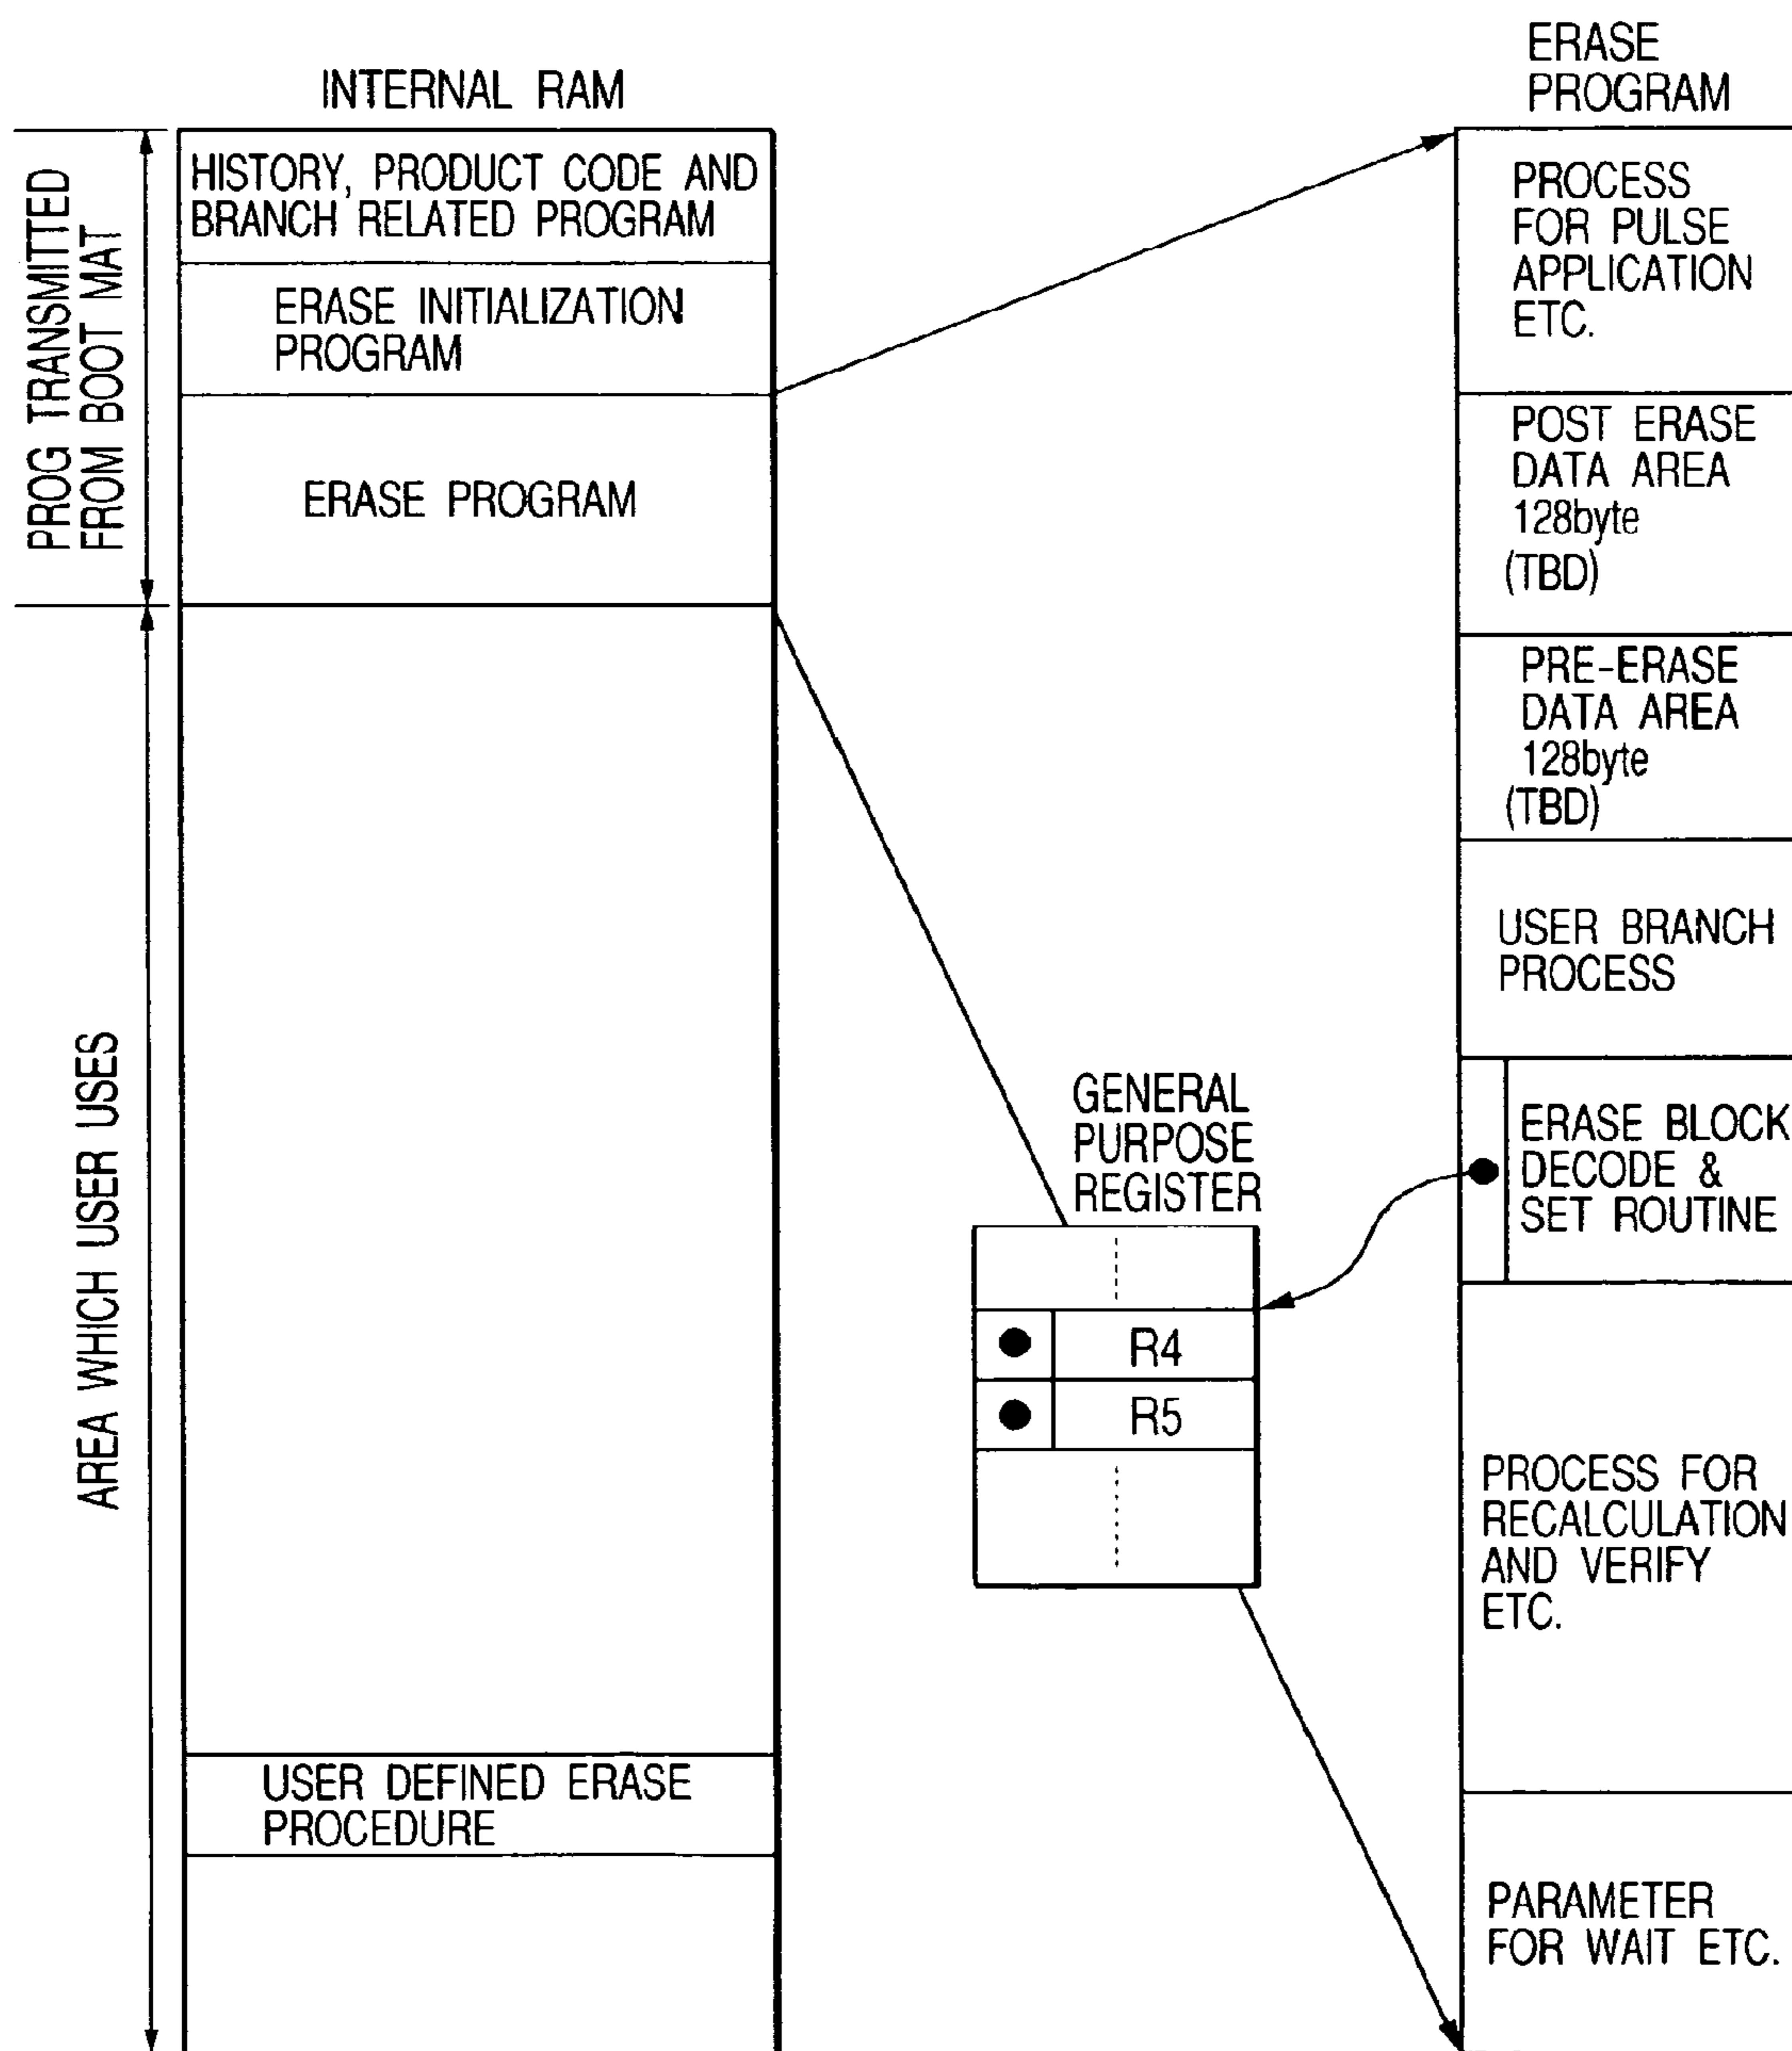 INTERNAL RAM
PROG TRANSMITTED
FROM BOOT MAT
HISTORY, PRODUCT CODE AND
BRANCH RELATED PROGRAM
ERASE INITIALIZATION
PROGRAM
ERASE PROGRAM
AREA WHICH USER USES
USER DEFINED ERASE
PROCEDURE
GENERAL
PURPOSE
REGISTER
R4
R5
ERASE
PROGRAM
PROCESS
FOR PULSE
APPLICATION
ETC.
POST ERASE
DATA AREA
128byte
(TBD)
PRE-ERASE
DATA AREA
128byte
(TBD)
USER BRANCH
PROCESS
ERASE BLOCK
DECODE &
SET ROUTINE
PROCESS FOR
RECALCULATION
AND VERIFY
ETC.
PARAMETER
FOR WAIT ETC.